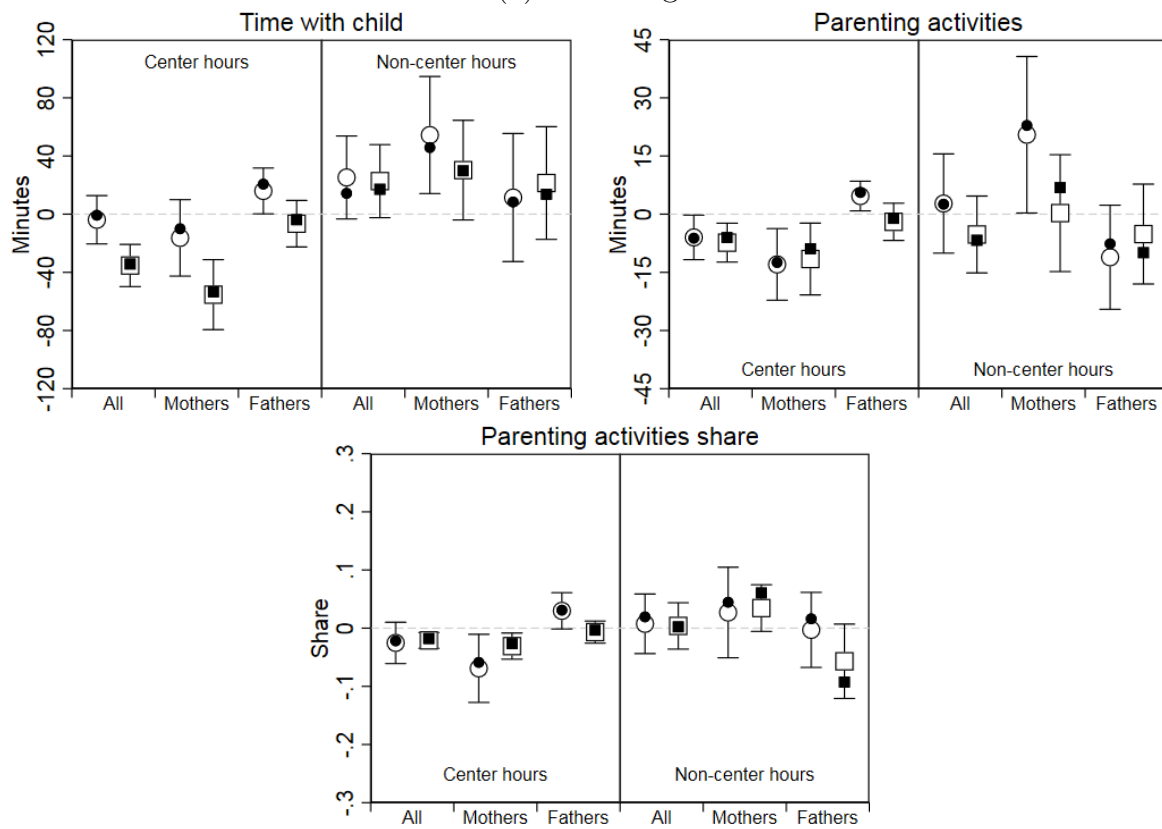 Time with child
Center hours
Non-center hours
Minutes
120
80
40
0
-40
-80
-120
All
Mothers
Fathers
All
Mothers
Fathers
Parenting activities
Minutes
45
30
15
0
-15
-30
-45
Center hours
Non-center hours
All
Mothers
Fathers
All
Mothers
Fathers
Parenting activities share
Share
.3
.2
.1
0
-.1
-.2
-.3
Center hours
Non-center hours
All
Mothers
Fathers
All
Mothers
Fathers